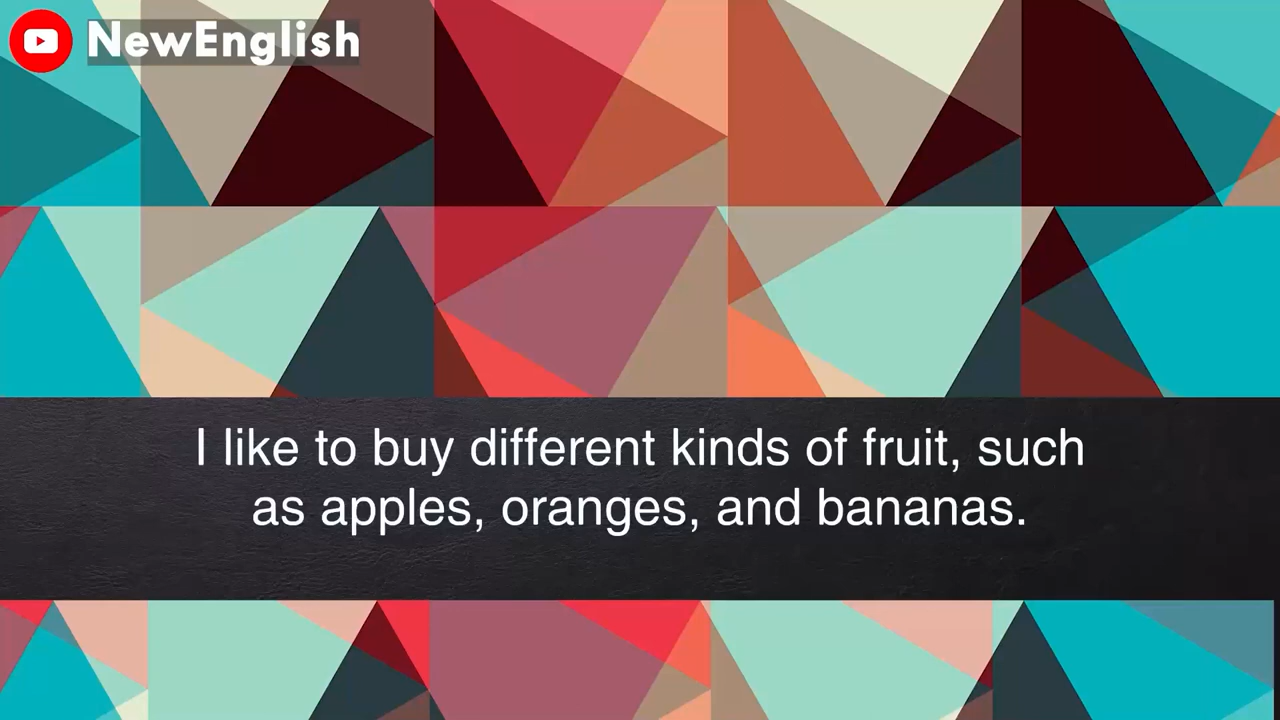 NewEnglish
I like to buy different kinds of fruit, such
as apples, oranges, and bananas.